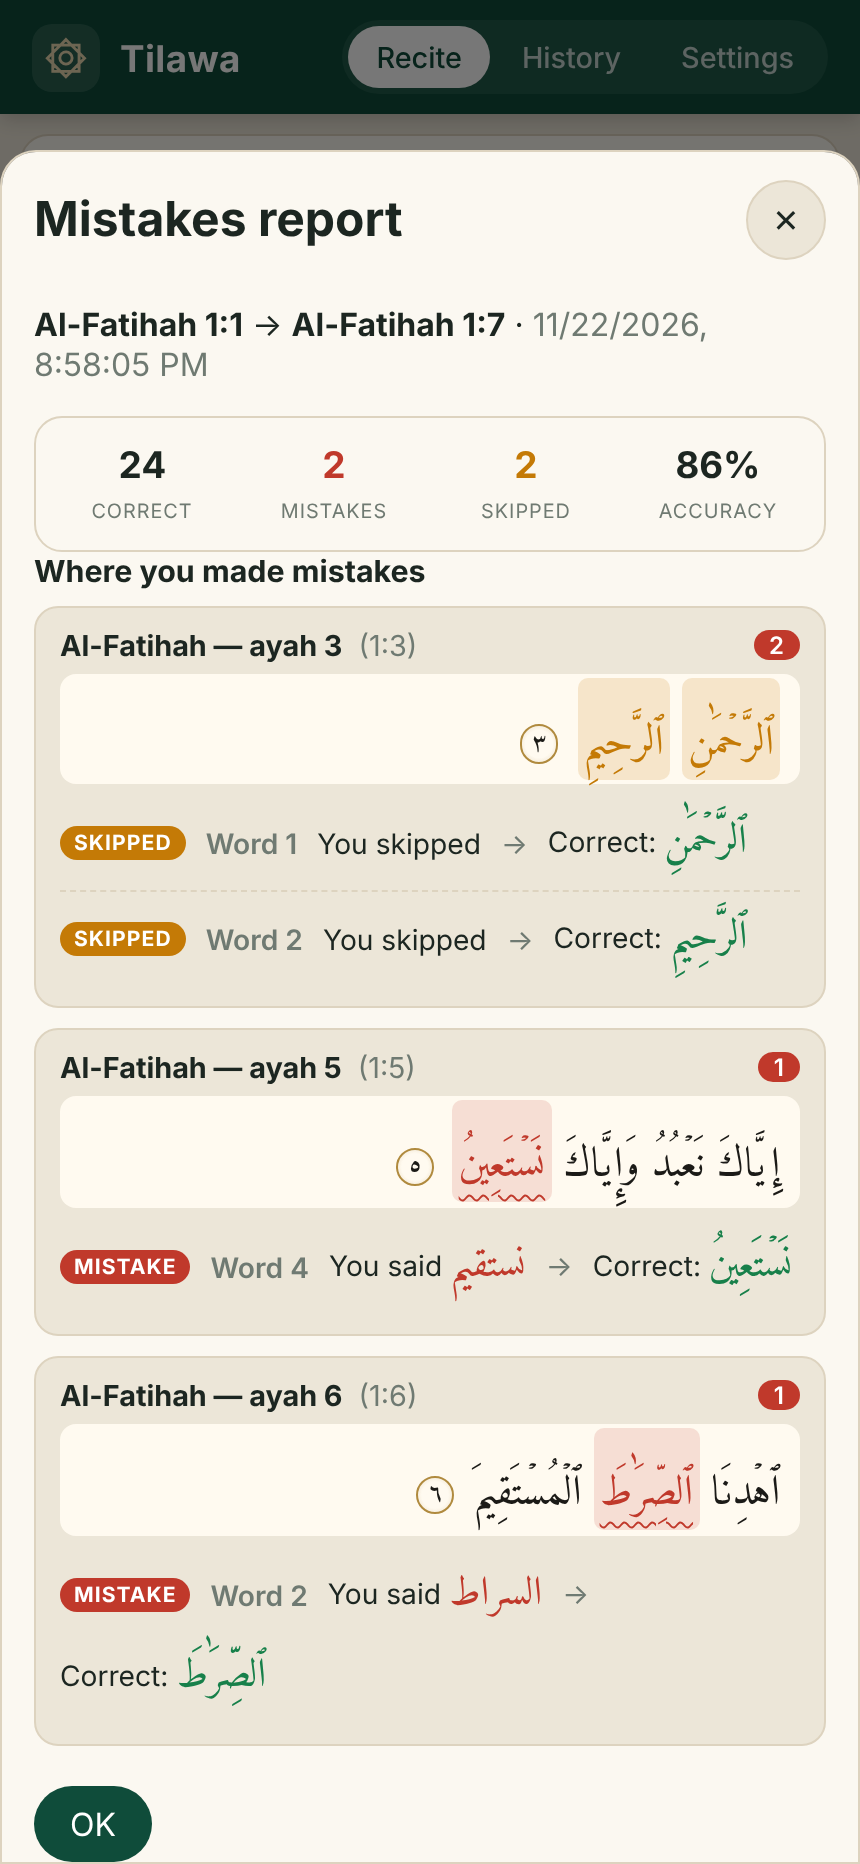 Tilawa Recite History Settings
Mistakes report ×
Al-Fatihah 1:1 → Al-Fatihah 1:7 · 11/22/2026,
8:58:05 PM
24 2 2 86%
CORRECT MISTAKES SKIPPED ACCURACY
Where you made mistakes
Al-Fatihah — ayah 3 (1:3) 2
ٱلرَّحْمَٰنِ ٱلرَّحِيمِ ٣
SKIPPED Word 1 You skipped → Correct: ٱلرَّحْمَٰنِ
SKIPPED Word 2 You skipped → Correct: ٱلرَّحِيمِ
Al-Fatihah — ayah 5 (1:5) 1
إِيَّاكَ نَعْبُدُ وَإِيَّاكَ نَسْتَعِينُ ٥
MISTAKE Word 4 You said نستقيم → Correct: نَسْتَعِينُ
Al-Fatihah — ayah 6 (1:6) 1
ٱهْدِنَا ٱلصِّرَٰطَ ٱلْمُسْتَقِيمَ ٦
MISTAKE Word 2 You said السراط →
Correct: ٱلصِّرَٰطَ
OK